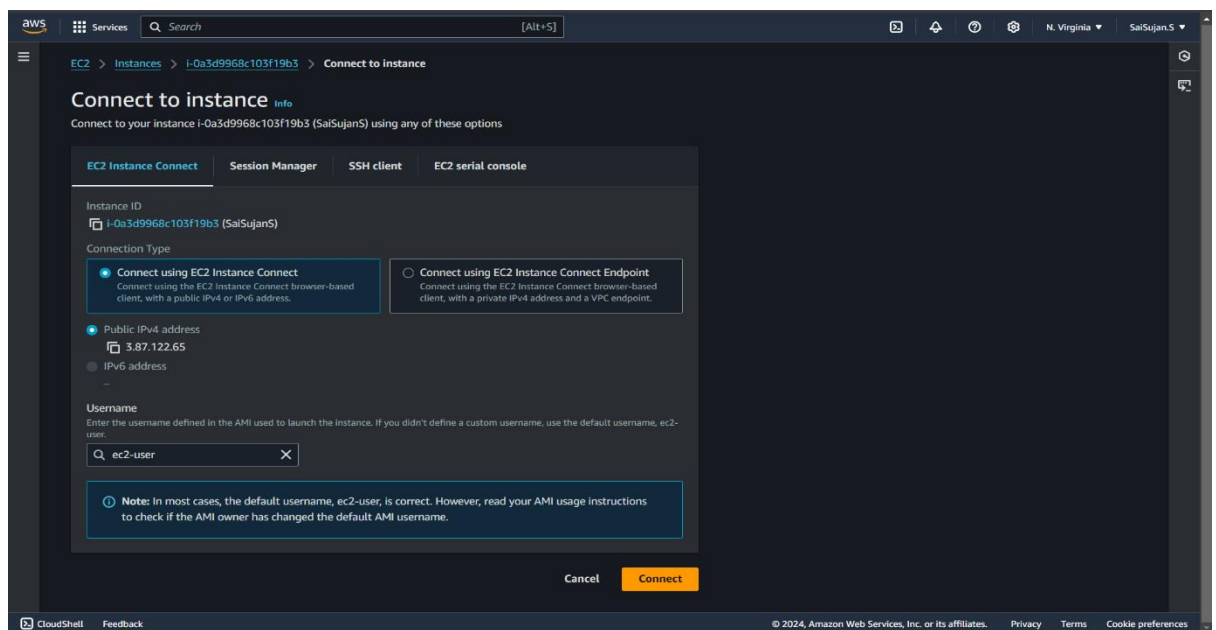 aws
Services
Search
[Alt+S]
N. Virginia
SaiSujan.S
EC2 > Instances > i-0a3d9968c103f19b3 > Connect to instance
Connect to instance Info
Connect to your instance i-0a3d9968c103f19b3 (SaiSujanS) using any of these options
EC2 Instance Connect
Session Manager
SSH client
EC2 serial console
Instance ID
i-0a3d9968c103f19b3 (SaiSujanS)
Connection Type
Connect using EC2 Instance Connect
Connect using the EC2 Instance Connect browser-based
client, with a public IPv4 or IPv6 address.
Connect using EC2 Instance Connect Endpoint
Connect using the EC2 Instance Connect browser-based
client, with a private IPv4 address and a VPC endpoint.
Public IPv4 address
3.87.122.65
IPv6 address
–
Username
Enter the username defined in the AMI used to launch the instance. If you didn't define a custom username, use the default username, ec2-
user.
ec2-user
Note: In most cases, the default username, ec2-user, is correct. However, read your AMI usage instructions
to check if the AMI owner has changed the default AMI username.
Cancel
Connect
CloudShell
Feedback
© 2024, Amazon Web Services, Inc. or its affiliates.
Privacy
Terms
Cookie preferences